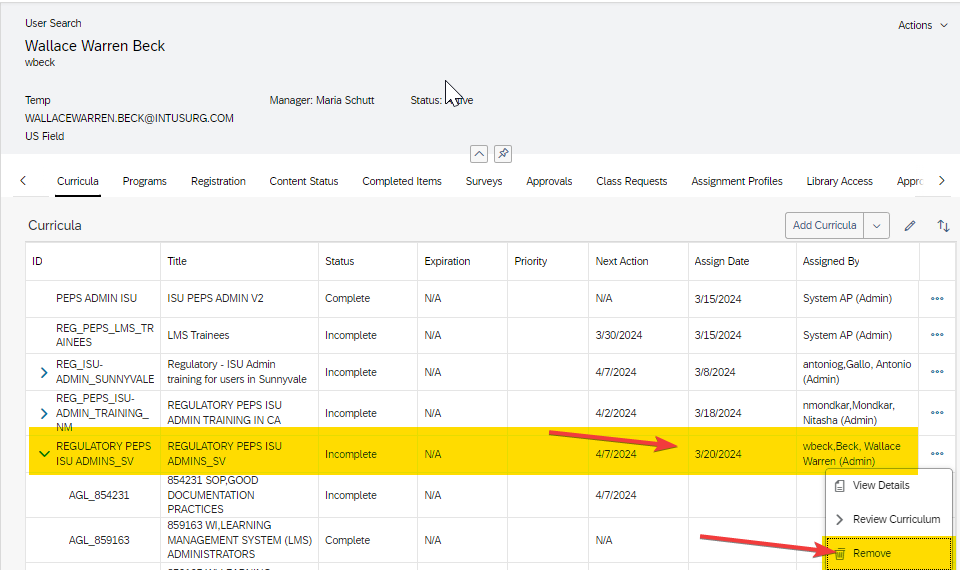 User Search
Actions
Wallace Warren Beck
wbeck
Temp
Manager: Maria Schutt
Status:
WALLACEWARREN.BECK@INTUSURG.COM
US Field
Curricula Programs Registration Content Status Completed Items Surveys Approvals Class Requests Assignment Profiles Library Access
Curricula
Add Curricula
ID Title Status Expiration Priority Next Action Assign Date Assigned By
PEPS ADMIN ISU ISU PEPS ADMIN V2 Complete N/A N/A 3/15/2024 System AP (Admin)
REG_PEPS_LMS_TR
AINEES
LMS Trainees Incomplete N/A 3/30/2024 3/15/2024 System AP (Admin)
REG_ISU-
ADMIN_SUNNYVALE
Regulatory - ISU Admin
training for users in Sunnyvale
Incomplete N/A 4/7/2024 3/8/2024
antoniog,Gallo, Antonio
(Admin)
REG_PEPS_ISU-
ADMIN_TRAINING_
NM
REGULATORY PEPS ISU
ADMIN TRAINING IN CA
Incomplete N/A 4/2/2024 3/18/2024
nmondkar,Mondkar,
Nitasha (Admin)
REGULATORY PEPS
ISU ADMINS_SV
REGULATORY PEPS ISU
ADMINS_SV
Incomplete N/A 4/7/2024 3/20/2024
wbeck,Beck, Wallace
Warren (Admin)
AGL_854231
854231 SOP,GOOD
DOCUMENTATION
PRACTICES
Incomplete N/A 4/7/2024
AGL_859163
859163 WI,LEARNING
MANAGEMENT SYSTEM (LMS)
ADMINISTRATORS
Complete N/A N/A
View Details
Review Curriculum
Remove